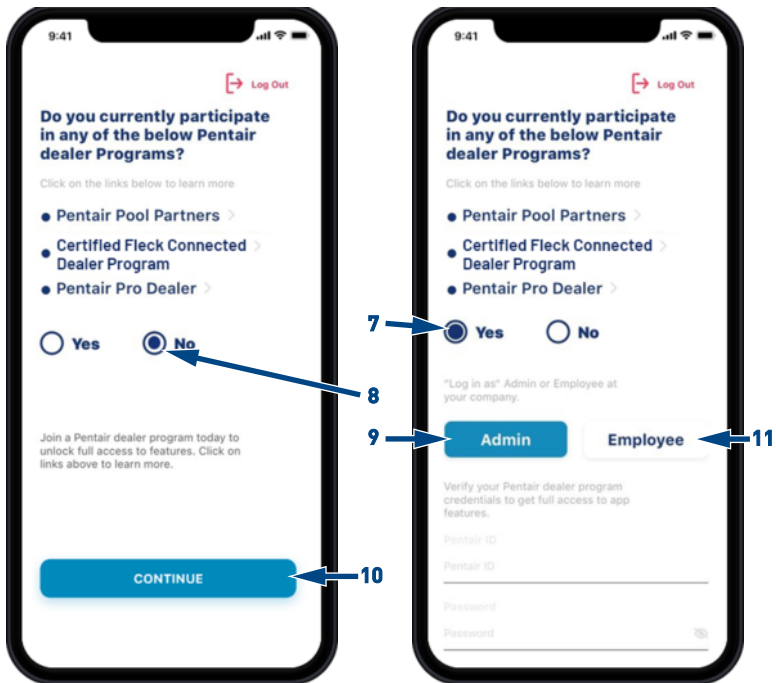 9:41
Log Out
Do you currently participate
in any of the below Pentair
dealer Programs?
Click on the links below to learn more
Pentair Pool Partners
Certified Fleck Connected
Dealer Program
Pentair Pro Dealer
Yes
No
8
Join a Pentair dealer program today to
unlock full access to features. Click on
links above to learn more.
CONTINUE
10
9:41
Log Out
Do you currently participate
in any of the below Pentair
dealer Programs?
Click on the links below to learn more
Pentair Pool Partners
Certified Fleck Connected
Dealer Program
Pentair Pro Dealer
7
Yes
No
"Log in as" Admin or Employee at
your company.
9
Admin
Employee
11
Verify your Pentair dealer program
credentials to get full access to app
features.
Pentair ID
Pentair ID
Password
Password